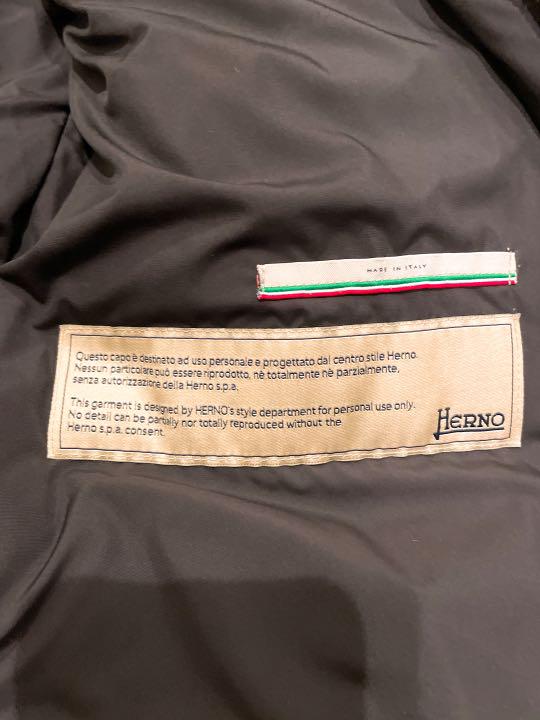 MADE IN ITALY
Questo capo è destinato ad uso personale e progettato dal centro stile Herno.
Nessun particolare può essere riprodotto, nè totalmente nè parzialmente,
senza autorizzazione della Herno s.p.a.
This garment is designed by HERNO's style department for personal use only.
No detail can be partially nor totally reproduced without the
Herno s.p.a. consent.
HERNO